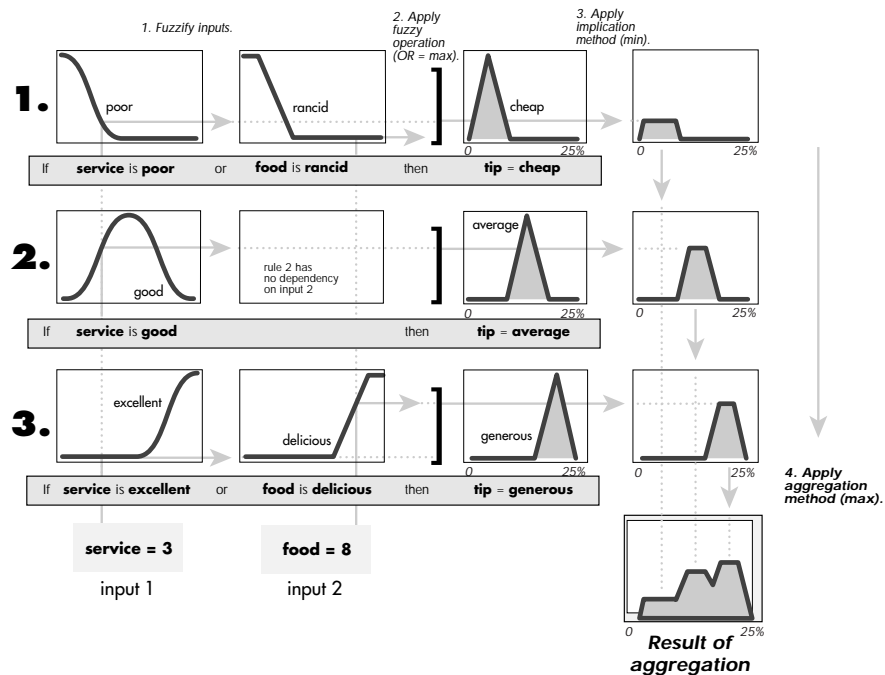 1. Fuzzify inputs.
2. Apply
fuzzy
operation
(OR = max).
3. Apply
implication
method (min).
1.
poor
rancid
cheap
0
25%
0
25%
If service is poor or food is rancid then tip = cheap
2.
good
rule 2 has
no dependency
on input 2
average
0
25%
0
25%
If service is good then tip = average
3.
excellent
delicious
generous
0
25%
0
25%
If service is excellent or food is delicious then tip = generous
4. Apply
aggregation
method (max).
service = 3
food = 8
input 1
input 2
0
25%
Result of
aggregation